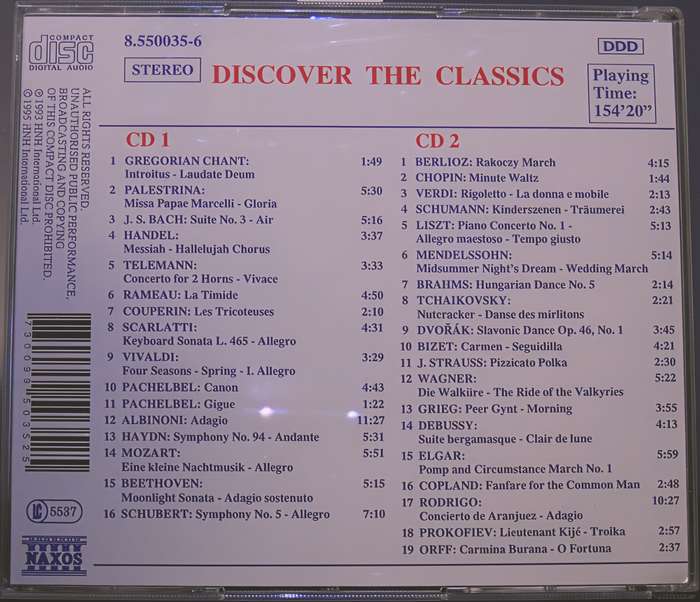 COMPACT
disc
DIGITAL AUDIO
8.550035-6
STEREO
DISCOVER THE CLASSICS
DDD
Playing
Time:
154'20"
ALL RIGHTS RESERVED.
UNAUTHORISED PUBLIC PERFORMANCE,
BROADCASTING AND COPYING
OF THIS COMPACT DISC PROHIBITED.
℗ 1993 HNH International Ltd.
© 1995 HNH International Ltd.
CD 1
1 GREGORIAN CHANT: 1:49
Introitus - Laudate Deum
2 PALESTRINA: 5:30
Missa Papae Marcelli - Gloria
3 J. S. BACH: Suite No. 3 - Air 5:16
4 HANDEL: 3:37
Messiah - Hallelujah Chorus
5 TELEMANN: 3:33
Concerto for 2 Horns - Vivace
6 RAMEAU: La Timide 4:50
7 COUPERIN: Les Tricoteuses 2:10
8 SCARLATTI: 4:31
Keyboard Sonata L. 465 - Allegro
9 VIVALDI: 3:29
Four Seasons - Spring - I. Allegro
10 PACHELBEL: Canon 4:43
11 PACHELBEL: Gigue 1:22
12 ALBINONI: Adagio 11:27
13 HAYDN: Symphony No. 94 - Andante 5:31
14 MOZART: 5:51
Eine kleine Nachtmusik - Allegro
15 BEETHOVEN: 5:15
Moonlight Sonata - Adagio sostenuto
16 SCHUBERT: Symphony No. 5 - Allegro 7:10
CD 2
1 BERLIOZ: Rakoczy March 4:15
2 CHOPIN: Minute Waltz 1:44
3 VERDI: Rigoletto - La donna e mobile 2:13
4 SCHUMANN: Kinderszenen - Träumerei 2:43
5 LISZT: Piano Concerto No. 1 - 5:13
Allegro maestoso - Tempo giusto
6 MENDELSSOHN: 5:14
Midsummer Night's Dream - Wedding March
7 BRAHMS: Hungarian Dance No. 5 2:14
8 TCHAIKOVSKY: 2:21
Nutcracker - Danse des mirlitons
9 DVOŘÁK: Slavonic Dance Op. 46, No. 1 3:45
10 BIZET: Carmen - Seguidilla 4:21
11 J. STRAUSS: Pizzicato Polka 2:30
12 WAGNER: 5:22
Die Walküre - The Ride of the Valkyries
13 GRIEG: Peer Gynt - Morning 3:55
14 DEBUSSY: 4:13
Suite bergamasque - Clair de lune
15 ELGAR: 5:59
Pomp and Circumstance March No. 1
16 COPLAND: Fanfare for the Common Man 2:48
17 RODRIGO: 10:27
Concierto de Aranjuez - Adagio
18 PROKOFIEV: Lieutenant Kijé - Troika 2:57
19 ORFF: Carmina Burana - O Fortuna 2:37
7 30099 50352 5
LC 5537
NAXOS